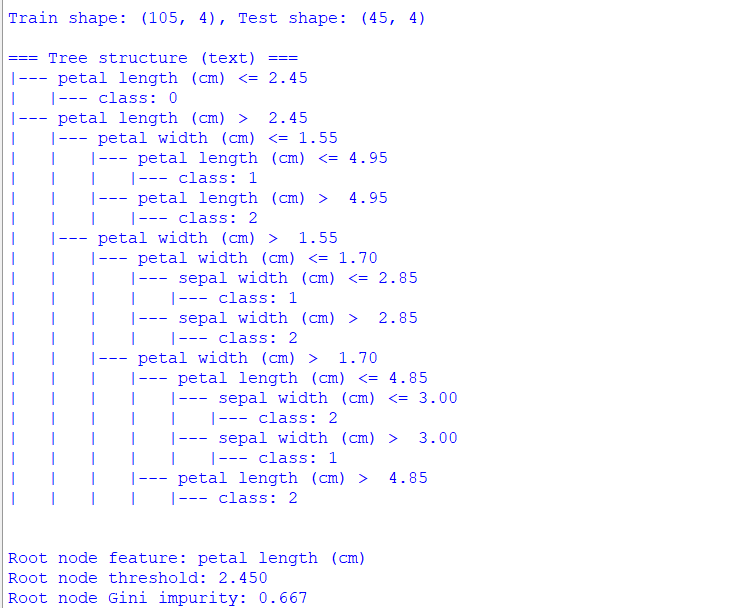 Train shape: (105, 4), Test shape: (45, 4)

=== Tree structure (text) ===
|--- petal length (cm) <= 2.45
|   |--- class: 0
|--- petal length (cm) >  2.45
|   |--- petal width (cm) <= 1.55
|   |   |--- petal length (cm) <= 4.95
|   |   |   |--- class: 1
|   |   |--- petal length (cm) >  4.95
|   |   |   |--- class: 2
|   |--- petal width (cm) >  1.55
|   |   |--- petal width (cm) <= 1.70
|   |   |   |--- sepal width (cm) <= 2.85
|   |   |   |   |--- class: 1
|   |   |   |--- sepal width (cm) >  2.85
|   |   |   |   |--- class: 2
|   |   |--- petal width (cm) >  1.70
|   |   |   |--- petal length (cm) <= 4.85
|   |   |   |   |--- sepal width (cm) <= 3.00
|   |   |   |   |   |--- class: 2
|   |   |   |   |--- sepal width (cm) >  3.00
|   |   |   |   |   |--- class: 1
|   |   |   |--- petal length (cm) >  4.85
|   |   |   |   |--- class: 2

Root node feature: petal length (cm)
Root node threshold: 2.450
Root node Gini impurity: 0.667